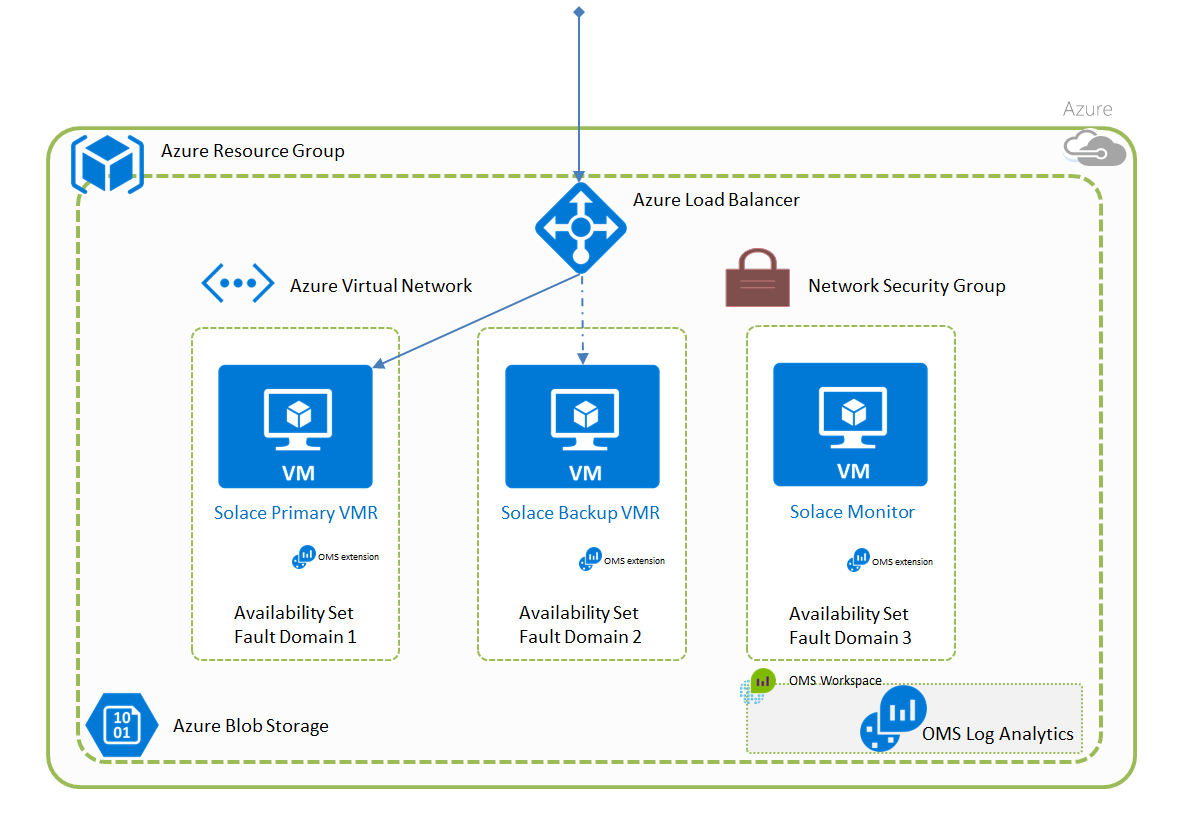 Azure
Azure Resource Group
Azure Load Balancer
Azure Virtual Network
Network Security Group
VM
VM
VM
Solace Primary VMR
Solace Backup VMR
Solace Monitor
OMS extension
OMS extension
OMS extension
Availability Set
Fault Domain 1
Availability Set
Fault Domain 2
Availability Set
Fault Domain 3
OMS Workspace
10
01
Azure Blob Storage
OMS Log Analytics